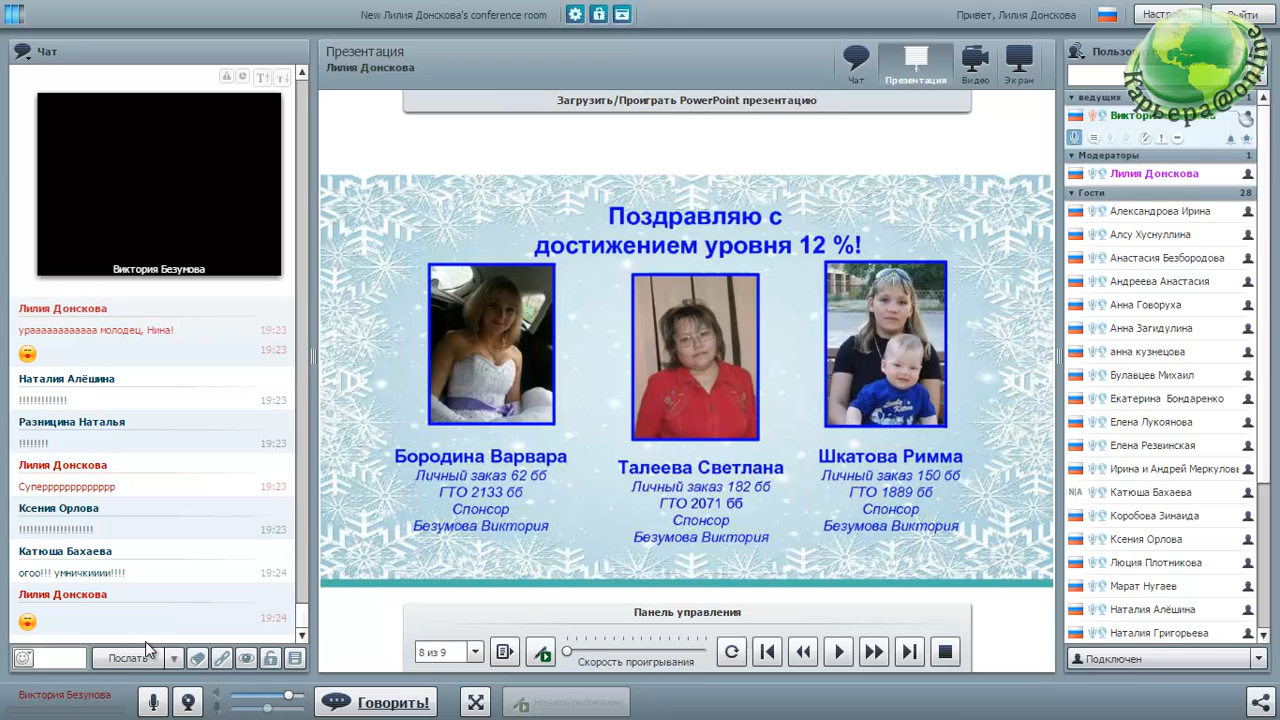 New Лилия Донскова's conference room
Привет, Лилия Донскова
Настройки
Выйти
карьера@online
Чат
Виктория Безумова
Лилия Донскова
ураааааааааааа молодец, Нина!
19:23
19:23
Наталия Алёшина
!!!!!!!!!!!!!
19:23
Разницина Наталья
!!!!!!!!
19:23
Лилия Донскова
Суперррррррррррр
19:23
Ксения Орлова
!!!!!!!!!!!!!!!!!!!!
19:23
Катюша Бахаева
огоо!!! умничкииии!!!!
19:24
Лилия Донскова
19:24
Послать
Виктория Безумова
Говорить!
Презентация
Лилия Донскова
Чат
Презентация
Видео
Экран
Загрузить/Проиграть PowerPoint презентацию
Поздравляю с
достижением уровня 12 %!
Бородина Варвара
Личный заказ 62 бб
ГТО 2133 бб
Спонсор
Безумова Виктория
Талеева Светлана
Личный заказ 182 бб
ГТО 2071 бб
Спонсор
Безумова Виктория
Шкатова Римма
Личный заказ 150 бб
ГТО 1889 бб
Спонсор
Безумова Виктория
Панель управления
8 из 9
Скорость проигрывания
ведущих
1
Модераторы 1
Лилия Донскова
Гости 28
Александрова Ирина
Алсу Хуснуллина
Анастасия Безбородова
Андреева Анастасия
Анна Говоруха
Анна Загидулина
анна кузнецова
Булавцев Михаил
Екатерина Бондаренко
Елена Лукоянова
Елена Резвинская
Ирина и Андрей Меркуловы
N/A Катюша Бахаева
Коробова Зинаида
Ксения Орлова
Люция Плотникова
Марат Нугаев
Наталия Алёшина
Наталия Григорьева
Подключен